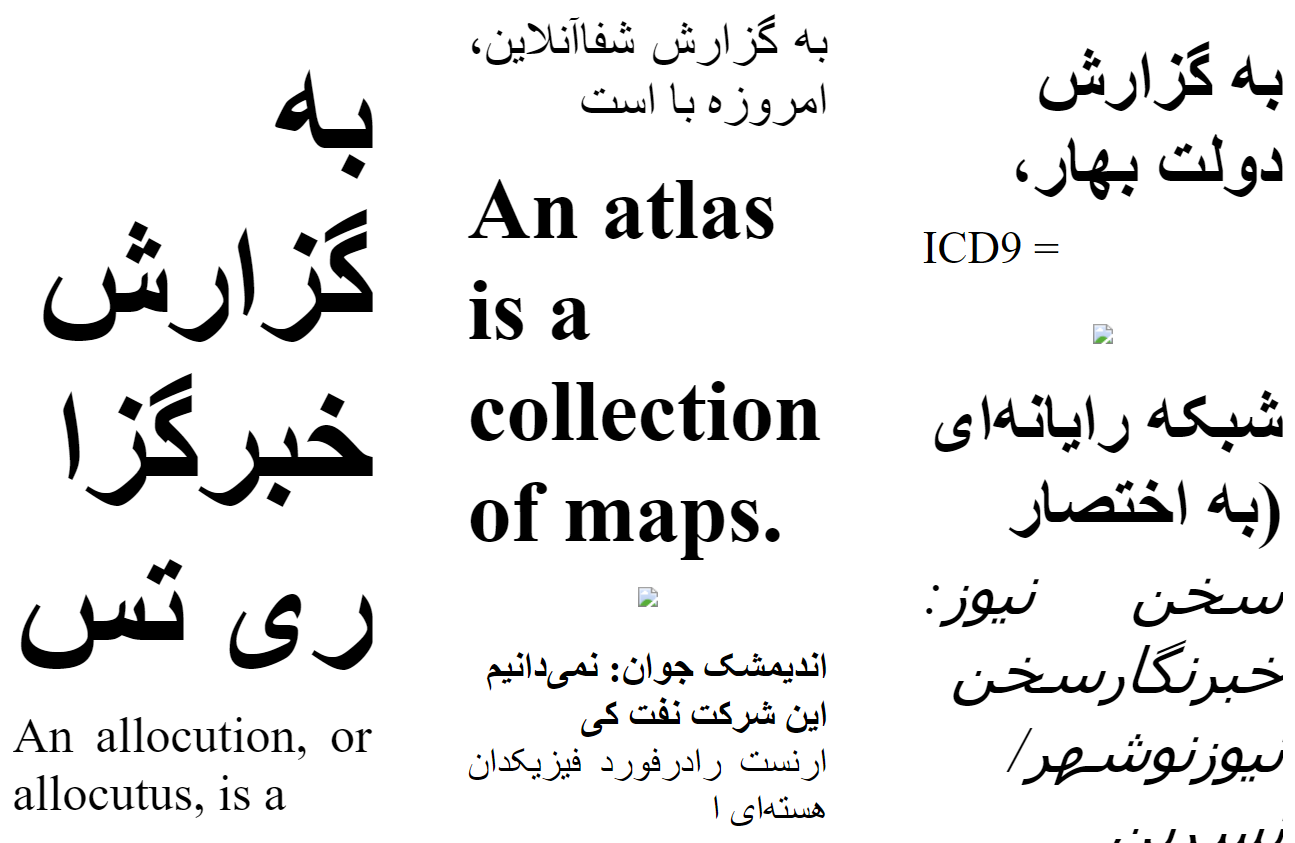 به
گزارش
خبرگزا
ری تس
An allocution, or
allocutus, is a
به گزارش شفاآنلاین،
امروزه با است
An atlas
is a
collection
of maps.
اندیمشک جوان: نمی‌دانیم
این شرکت نفت کی
ارنست رادرفورد فیزیکدان
هسته‌ای ا
به گزارش
دولت بهار،
ICD9 =
شبکه رایانه‌ای
(به اختصار
سخن نیوز:
خبرنگارسخن
نیوزنوشهر/